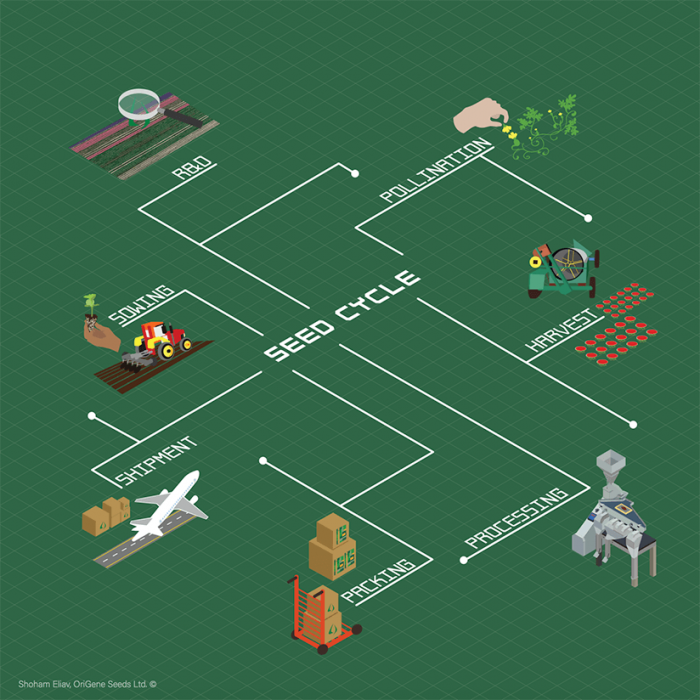 R&D
POLLINATION
SEED CYCLE
SOWING
HARVEST
SHIPMENT
PROCESSING
PACKING
Shoham Eliav, OriGene Seeds Ltd. ©